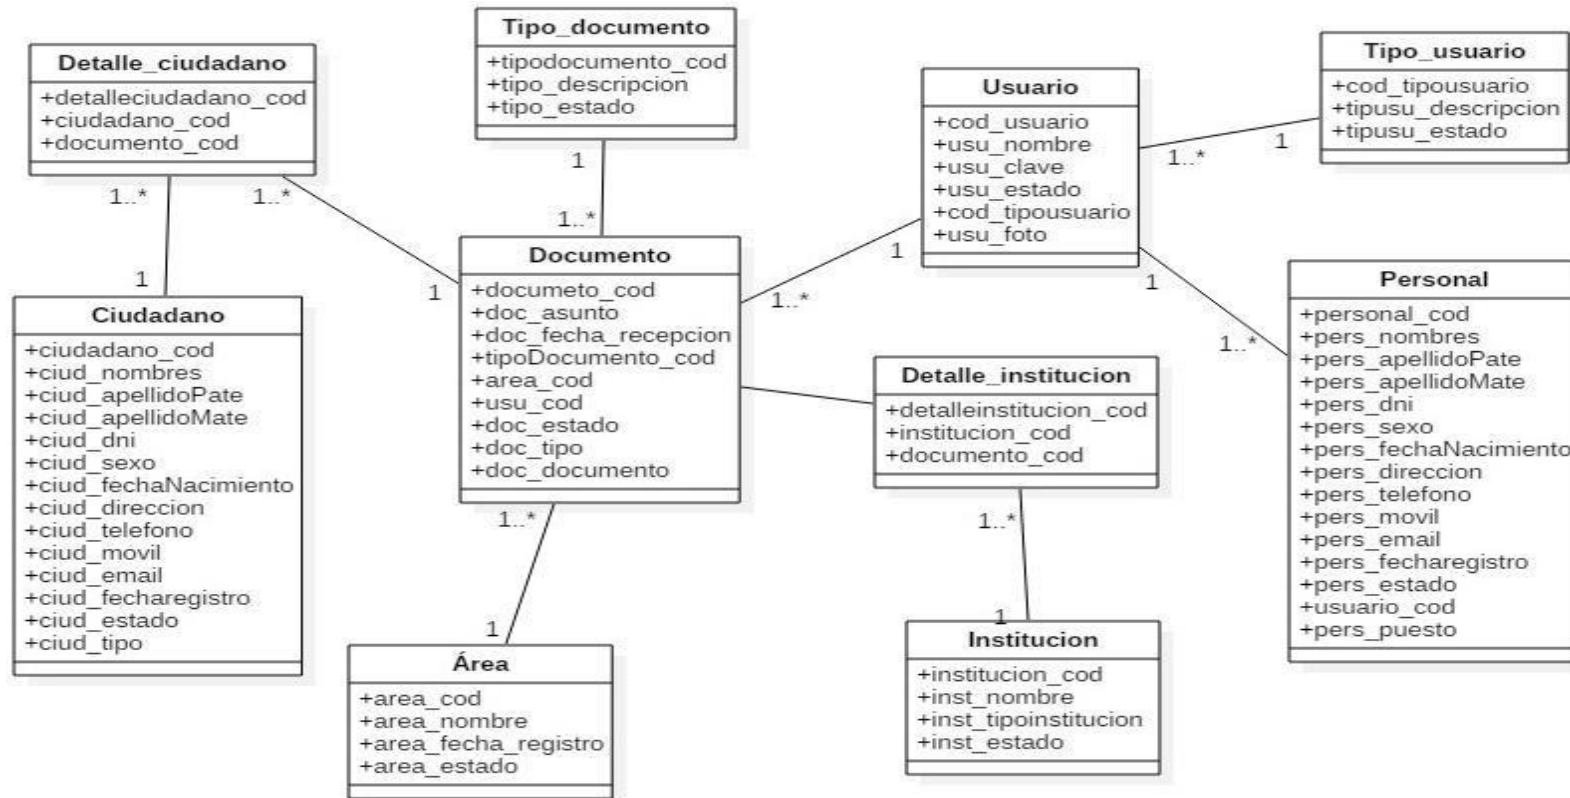 Detalle_ciudadano
+detalleciudadano_cod
+ciudadano_cod
+documento_cod
1..*
1..*
1
1
Tipo_documento
+tipodocumento_cod
+tipo_descripcion
+tipo_estado
1
1..*
Usuario
+cod_usuario
+usu_nombre
+usu_clave
+usu_estado
+cod_tipousuario
+usu_foto
1..*
1
1
1..*
1
1..*
Tipo_usuario
+cod_tipousuario
+tipusu_descripcion
+tipusu_estado
Ciudadano
+ciudadano_cod
+ciud_nombres
+ciud_apellidoPate
+ciud_apellidoMate
+ciud_dni
+ciud_sexo
+ciud_fechaNacimiento
+ciud_direccion
+ciud_telefono
+ciud_movil
+ciud_email
+ciud_fecharegistro
+ciud_estado
+ciud_tipo
Documento
+documeto_cod
+doc_asunto
+doc_fecha_recepcion
+tipoDocumento_cod
+area_cod
+usu_cod
+doc_estado
+doc_tipo
+doc_documento
1..*
1
Detalle_institucion
+detalleinstitucion_cod
+institucion_cod
+documento_cod
1..*
1
Personal
+personal_cod
+pers_nombres
+pers_apellidoPate
+pers_apellidoMate
+pers_dni
+pers_sexo
+pers_fechaNacimiento
+pers_direccion
+pers_telefono
+pers_movil
+pers_email
+pers_fecharegistro
+pers_estado
+usuario_cod
+pers_puesto
Área
+area_cod
+area_nombre
+area_fecha_registro
+area_estado
Institucion
+institucion_cod
+inst_nombre
+inst_tipoinstitucion
+inst_estado